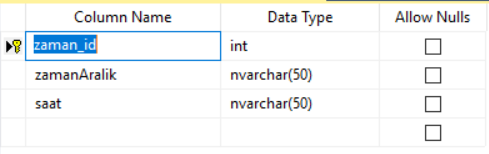 Column Name Data Type Allow Nulls
zaman_id int
zamanAralik nvarchar(50)
saat nvarchar(50)